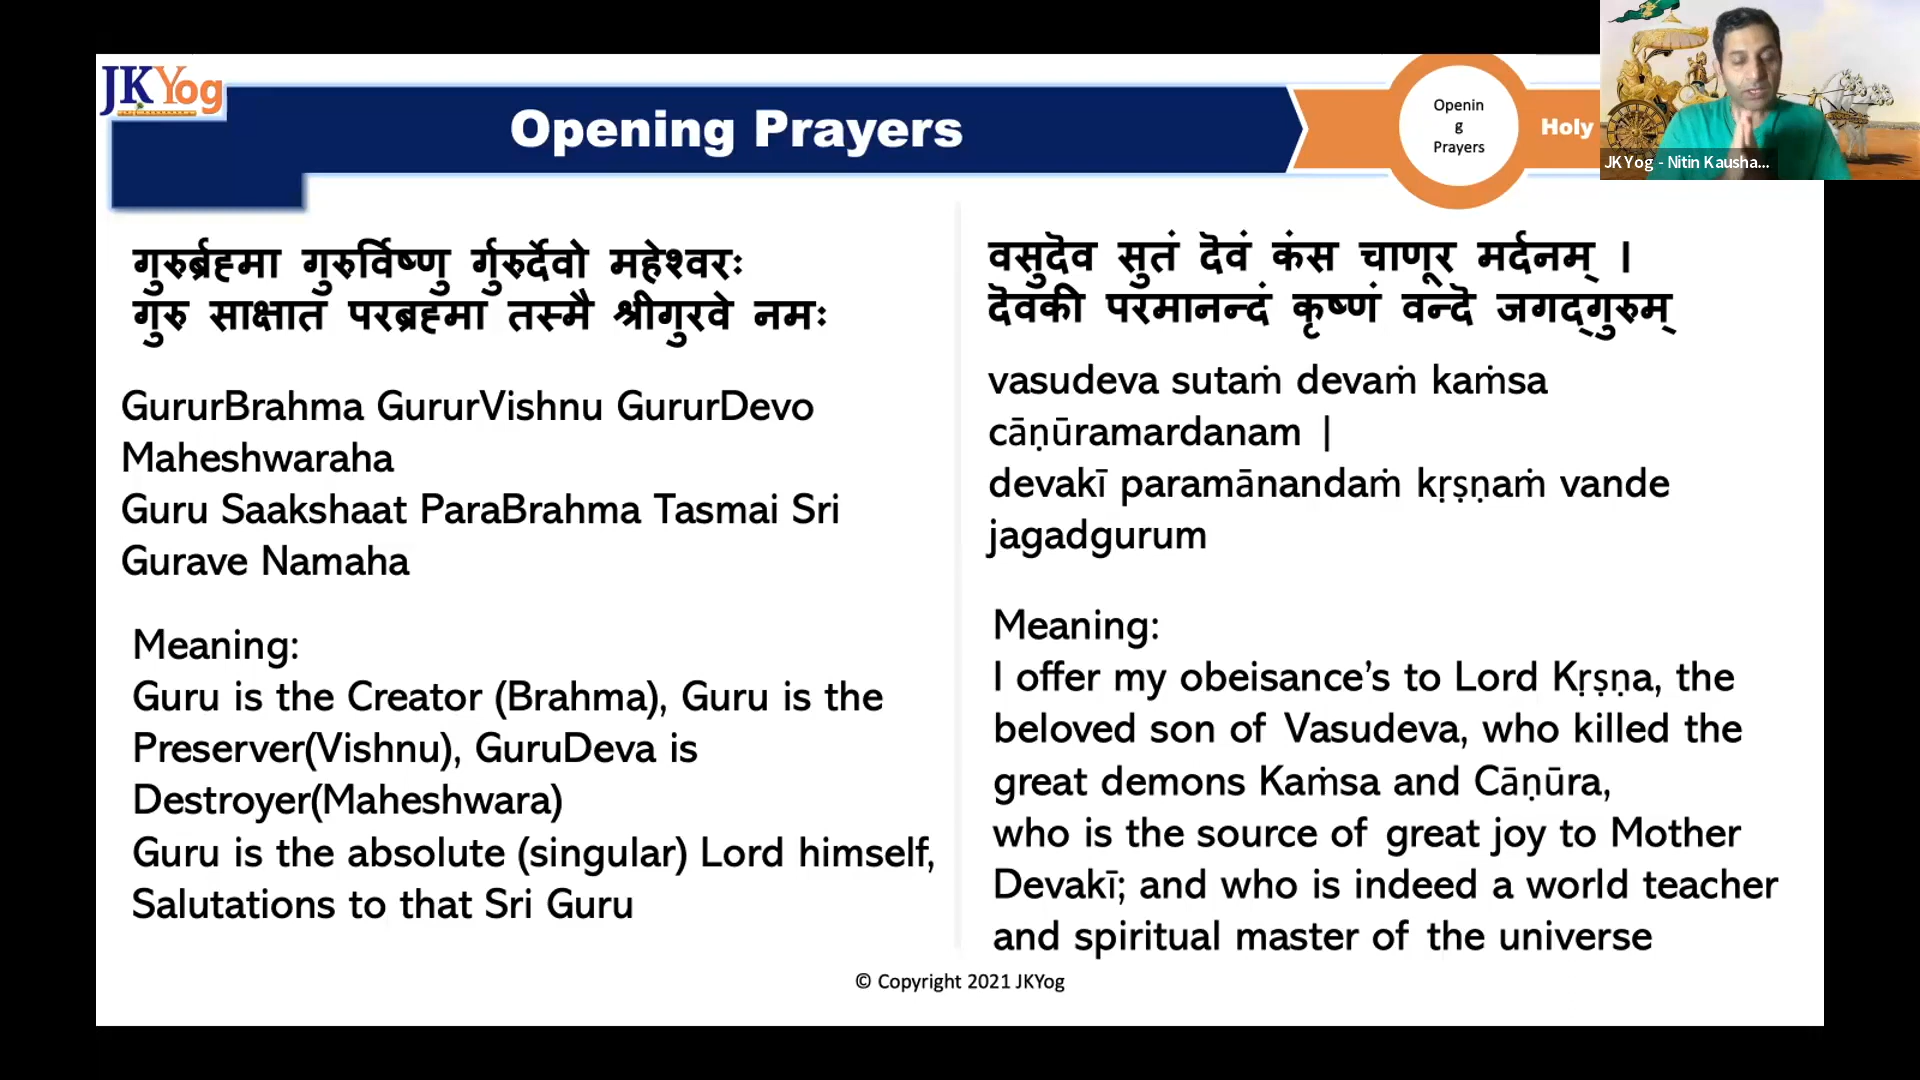 JKYog
Opening Prayers
Openin
g
Prayers
Holy
JK Yog - Nitin Kausha...
गुरुर्ब्रह्मा गुरुर्विष्णु र्गुरुर्देवो महेश्वरः
गुरु साक्षात परब्रह्मा तस्मै श्रीगुरवे नमः
GururBrahma GururVishnu GururDevo
Maheshwaraha
Guru Saakshaat ParaBrahma Tasmai Sri
Gurave Namaha
Meaning:
Guru is the Creator (Brahma), Guru is the
Preserver(Vishnu), GuruDeva is
Destroyer(Maheshwara)
Guru is the absolute (singular) Lord himself,
Salutations to that Sri Guru
वसुदॆव सुतं दॆवं कंस चाणूर मर्दनम् ।
दॆवकी परमानन्दं कृष्णं वन्दॆ जगद्‌गुरुम्
vasudeva sutaṁ devaṁ kaṁsa
cāṇūramardanam |
devakī paramānandaṁ kṛṣṇaṁ vande
jagadgurum
Meaning:
I offer my obeisance’s to Lord Kṛṣṇa, the
beloved son of Vasudeva, who killed the
great demons Kaṁsa and Cāṇūra,
who is the source of great joy to Mother
Devakī; and who is indeed a world teacher
and spiritual master of the universe
© Copyright 2021 JKYog